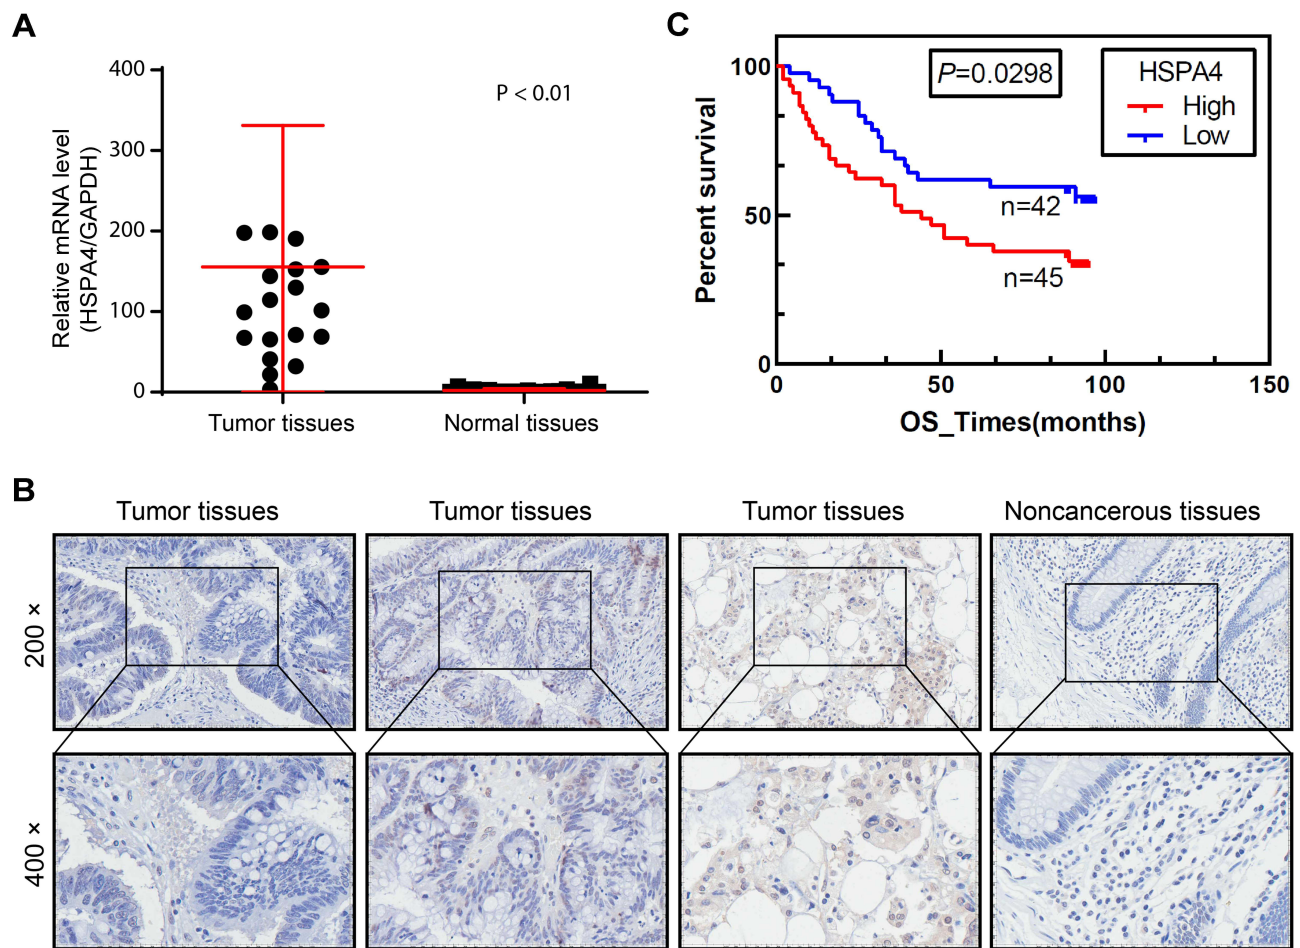 A
400
300
200
100
0
Relative mRNA level
(HSPA4/GAPDH)
P < 0.01
Tumor tissues
Normal tissues
C
100
50
0
Percent survival
P=0.0298
HSPA4
High
Low
n=42
n=45
0
50
100
150
OS_Times(months)
B
Tumor tissues
Tumor tissues
Tumor tissues
Noncancerous tissues
200 ×
400 ×